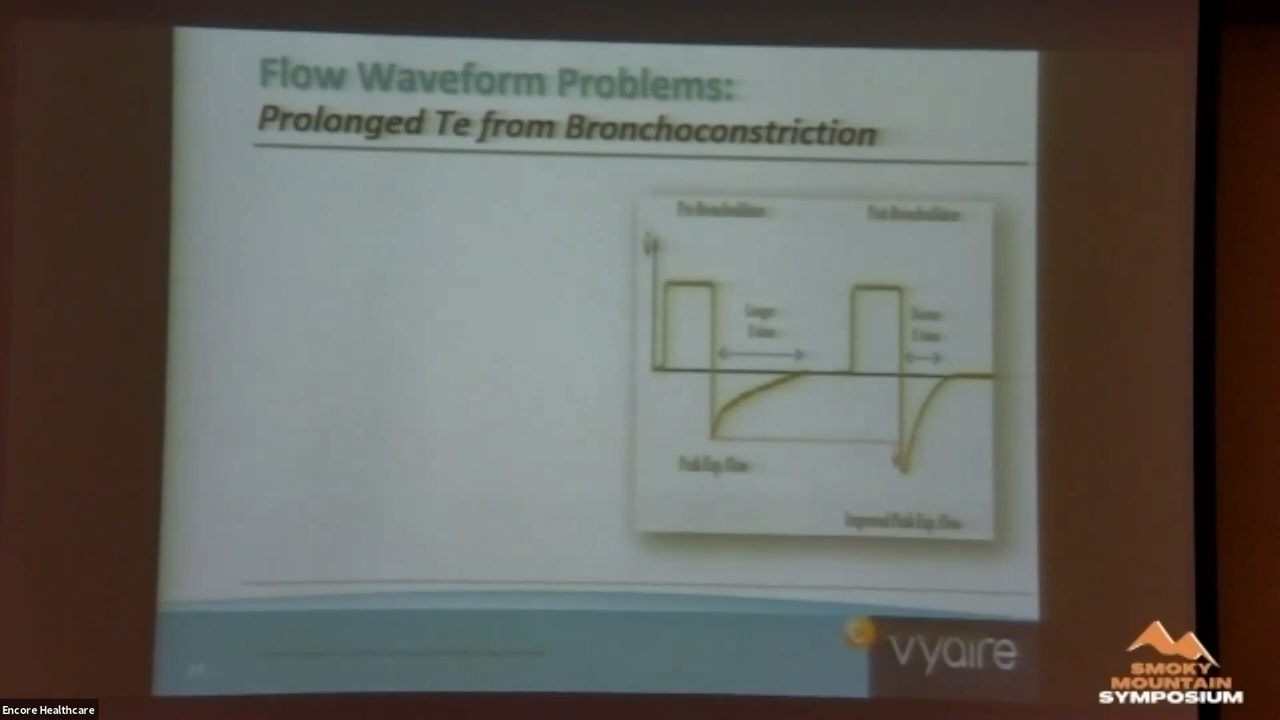 Flow Waveform Problems:
Prolonged Te from Bronchoconstriction
Pre Bronchodilator
Post Bronchodilator
Longer
E-time
Shorter
E-time
Peak Exp. Flow
Improved Peak Exp. Flow
vyaire
SMOKY
MOUNTAIN
SYMPOSIUM
Encore Healthcare